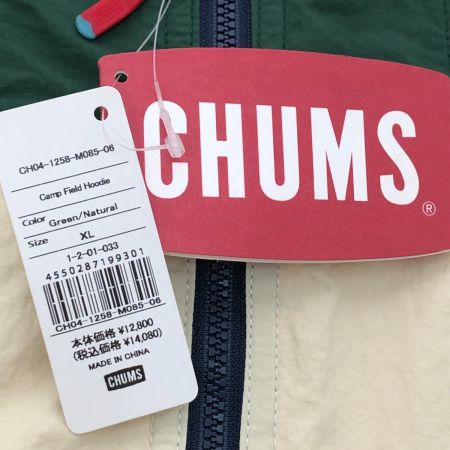 CHUMS®
CH04-1258-M085-06
Camp Field Hoodie
Color Green/Natural
Size XL
1-2-01-033
4550287199301
CH04-1258-M085-06
本体価格 ¥12,800
(税込価格 ¥14,080)
MADE IN CHINA
CHUMS